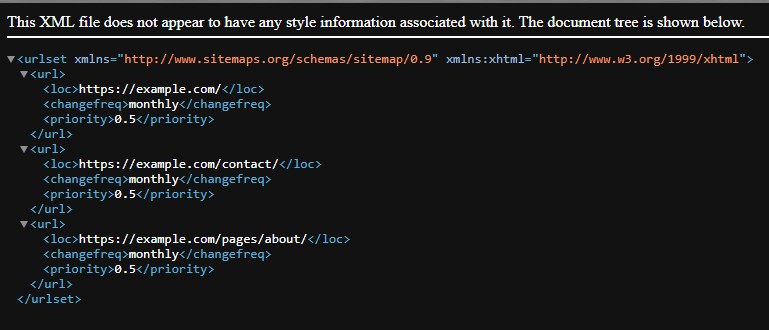 This XML file does not appear to have any style information associated with it. The document tree is shown below.
<urlset xmlns="http://www.sitemaps.org/schemas/sitemap/0.9" xmlns:xhtml="http://www.w3.org/1999/xhtml">
<url>
<loc>https://example.com/</loc>
<changefreq>monthly</changefreq>
<priority>0.5</priority>
</url>
<url>
<loc>https://example.com/contact/</loc>
<changefreq>monthly</changefreq>
<priority>0.5</priority>
</url>
<url>
<loc>https://example.com/pages/about/</loc>
<changefreq>monthly</changefreq>
<priority>0.5</priority>
</url>
</urlset>